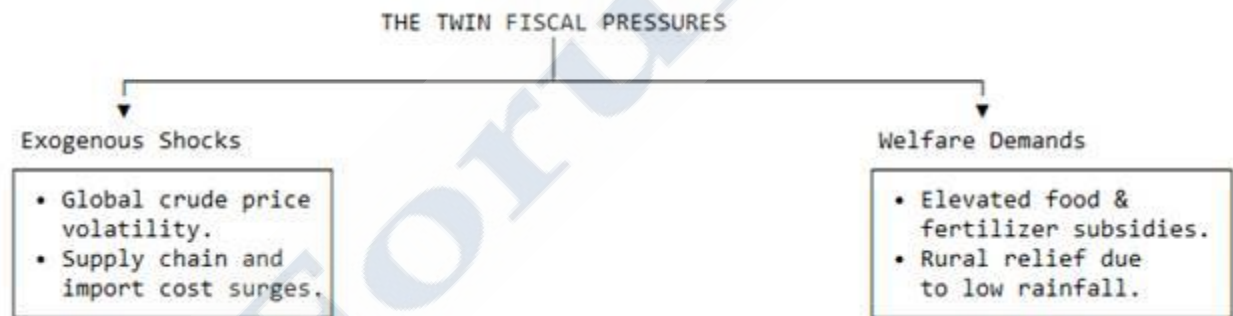 THE TWIN FISCAL PRESSURES
Exogenous Shocks
• Global crude price
volatility.
• Supply chain and
import cost surges.
Welfare Demands
• Elevated food &
fertilizer subsidies.
• Rural relief due
to low rainfall.